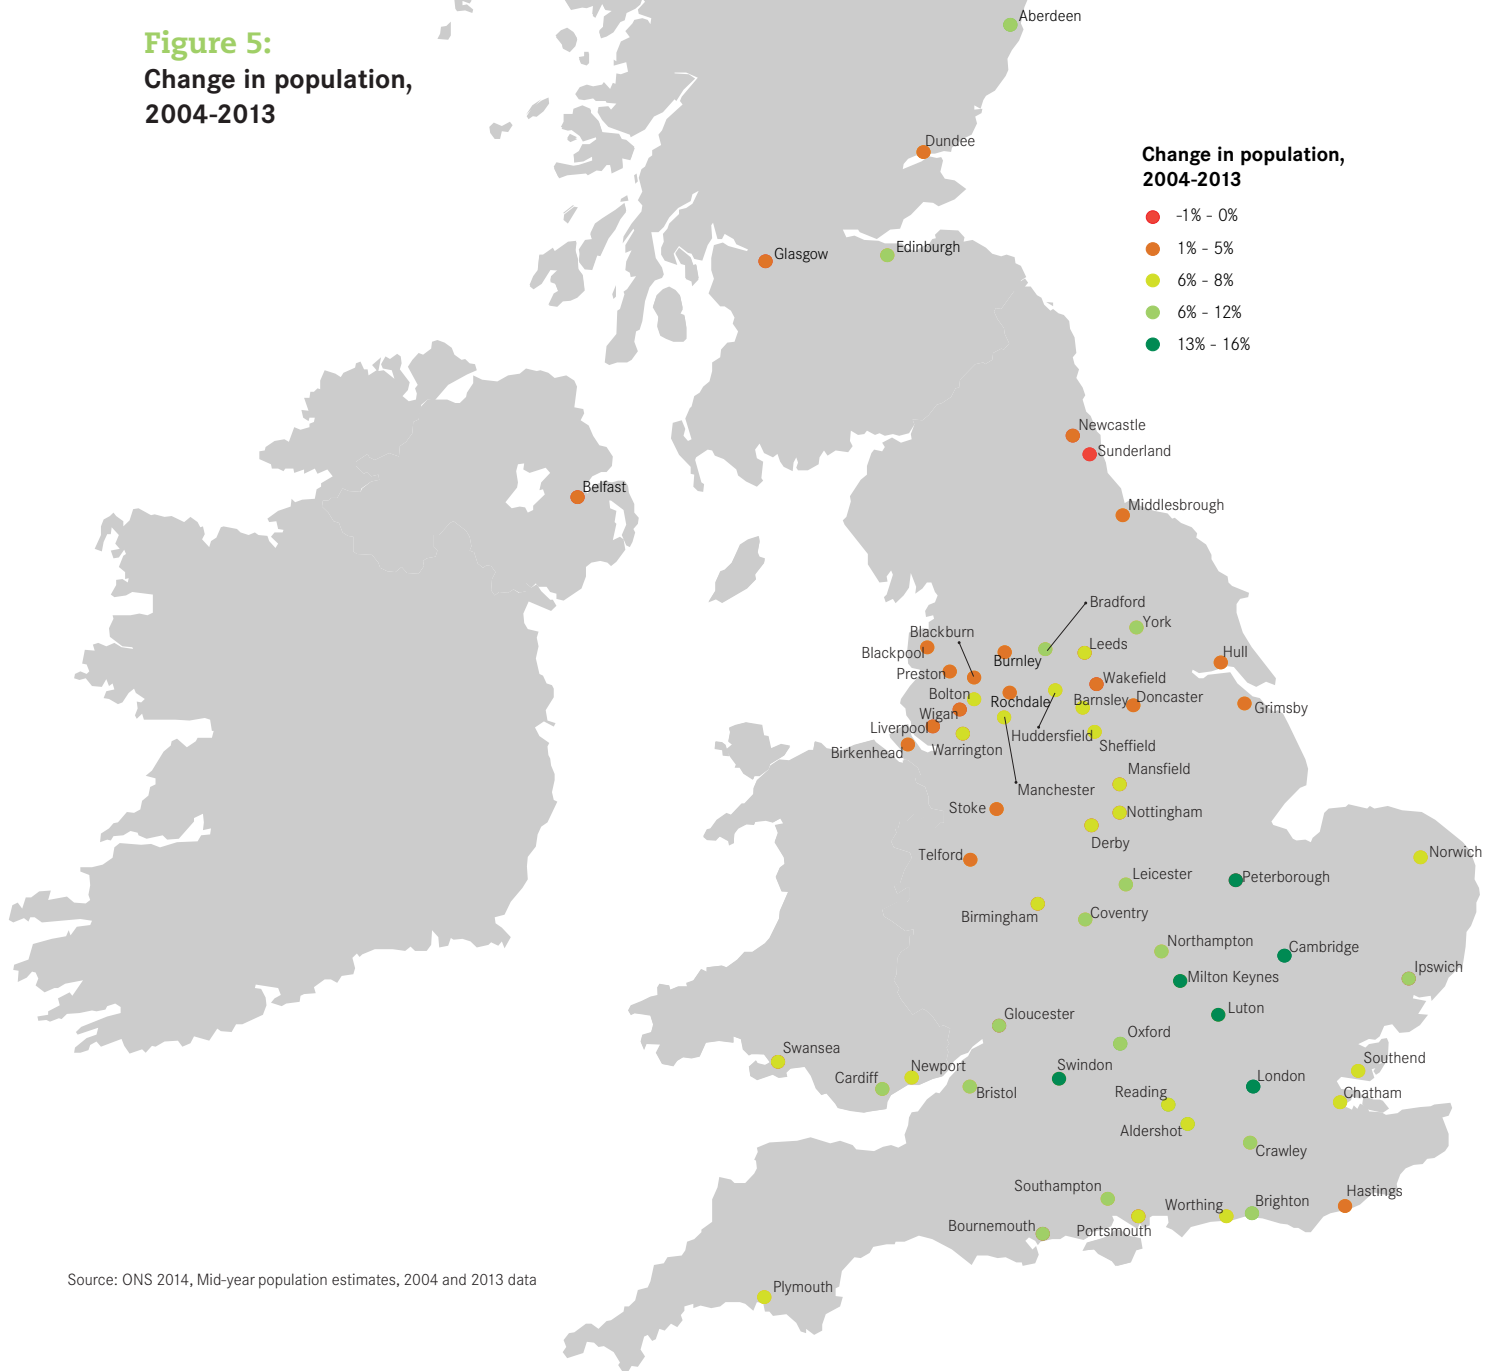 Figure 5:
Change in population,
2004-2013
Aberdeen
Dundee
Change in population,
2004-2013
-1% - 0%
1% - 5%
6% - 8%
6% - 12%
13% - 16%
Glasgow
Edinburgh
Newcastle
Sunderland
Belfast
Middlesbrough
Bradford
York
Blackburn
Leeds
Blackpool
Burnley
Hull
Preston
Wakefield
Bolton
Rochdale
Barnsley
Doncaster
Grimsby
Wigan
Liverpool
Huddersfield
Sheffield
Birkenhead
Warrington
Mansfield
Manchester
Stoke
Nottingham
Derby
Telford
Norwich
Leicester
Peterborough
Birmingham
Coventry
Northampton
Cambridge
Ipswich
Milton Keynes
Luton
Gloucester
Oxford
Swansea
Southend
Newport
Swindon
Cardiff
London
Bristol
Reading
Chatham
Aldershot
Crawley
Southampton
Hastings
Worthing
Brighton
Bournemouth
Portsmouth
Source: ONS 2014, Mid-year population estimates, 2004 and 2013 data
Plymouth